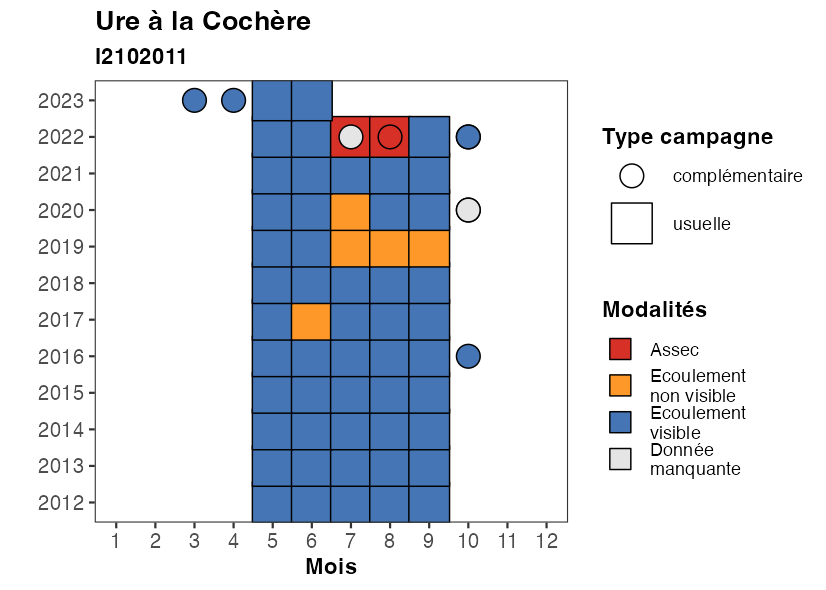 Ure à la Cochère
I2102011
2023
2022
2021
2020
2019
2018
2017
2016
2015
2014
2013
2012
1 2 3 4 5 6 7 8 9 10 11 12
Mois
Type campagne
complémentaire
usuelle
Modalités
Assec
Ecoulement
non visible
Ecoulement
visible
Donnée
manquante